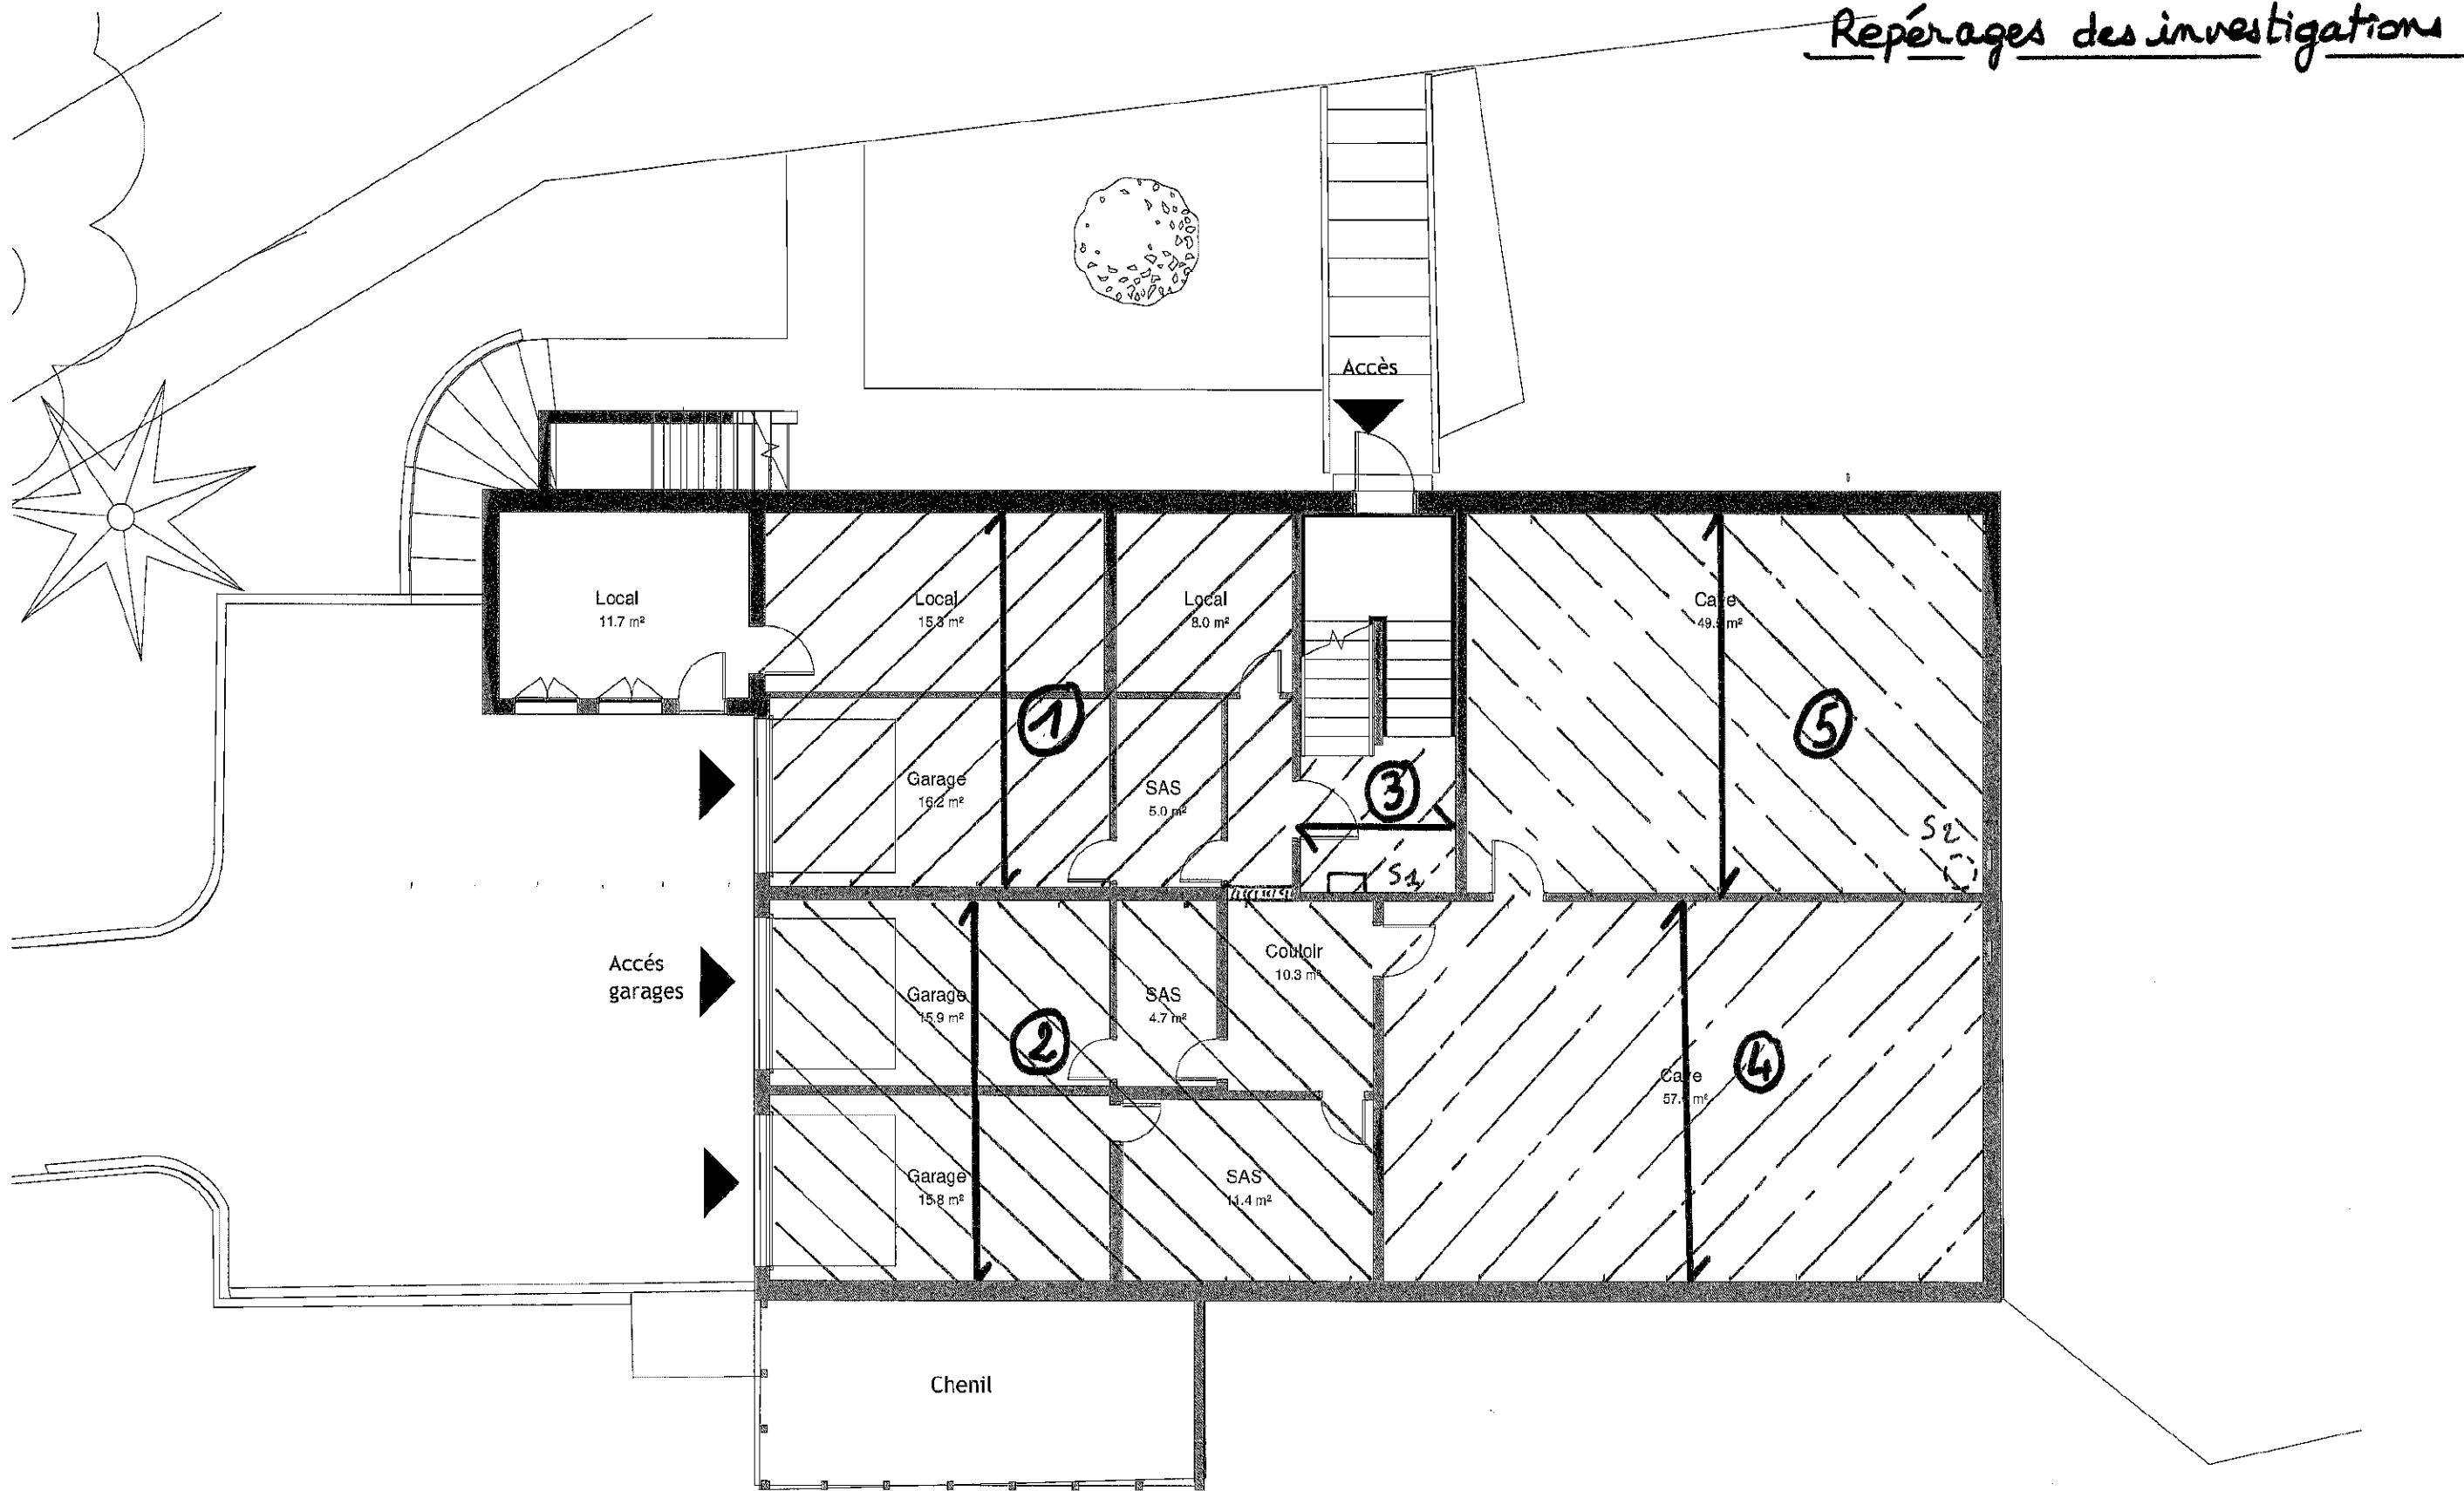 Repérages des investigations
Accès
Local
11.7 m²
Local
15.3 m²
Local
8.0 m²
Cave
m²
1
5
Garage
16.2 m²
SAS
5.0 m²
3
S2
S1
Accés
garages
Garage
15.9 m²
SAS
4.7 m²
Couloir
10.3 m²
2
4
Cave
m²
Garage
15.8 m²
SAS
11.4 m²
Chenil